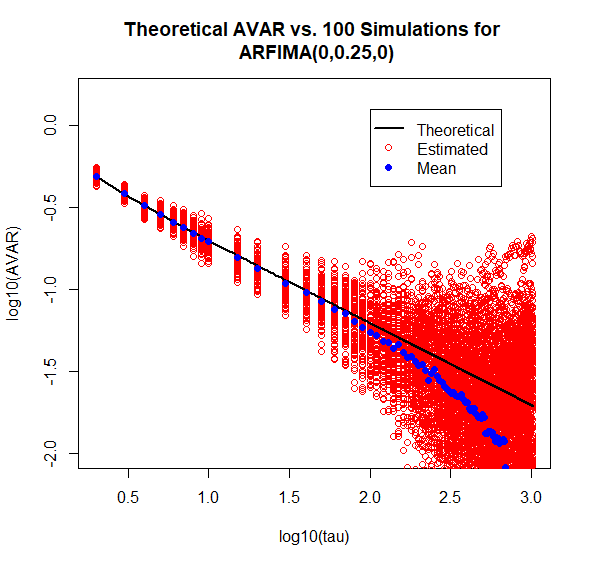 Theoretical AVAR vs. 100 Simulations for
ARFIMA(0,0.25,0)
Theoretical
Estimated
Mean
log10(AVAR)
0.0
-0.5
-1.0
-1.5
-2.0
0.5
1.0
1.5
2.0
2.5
3.0
log10(tau)